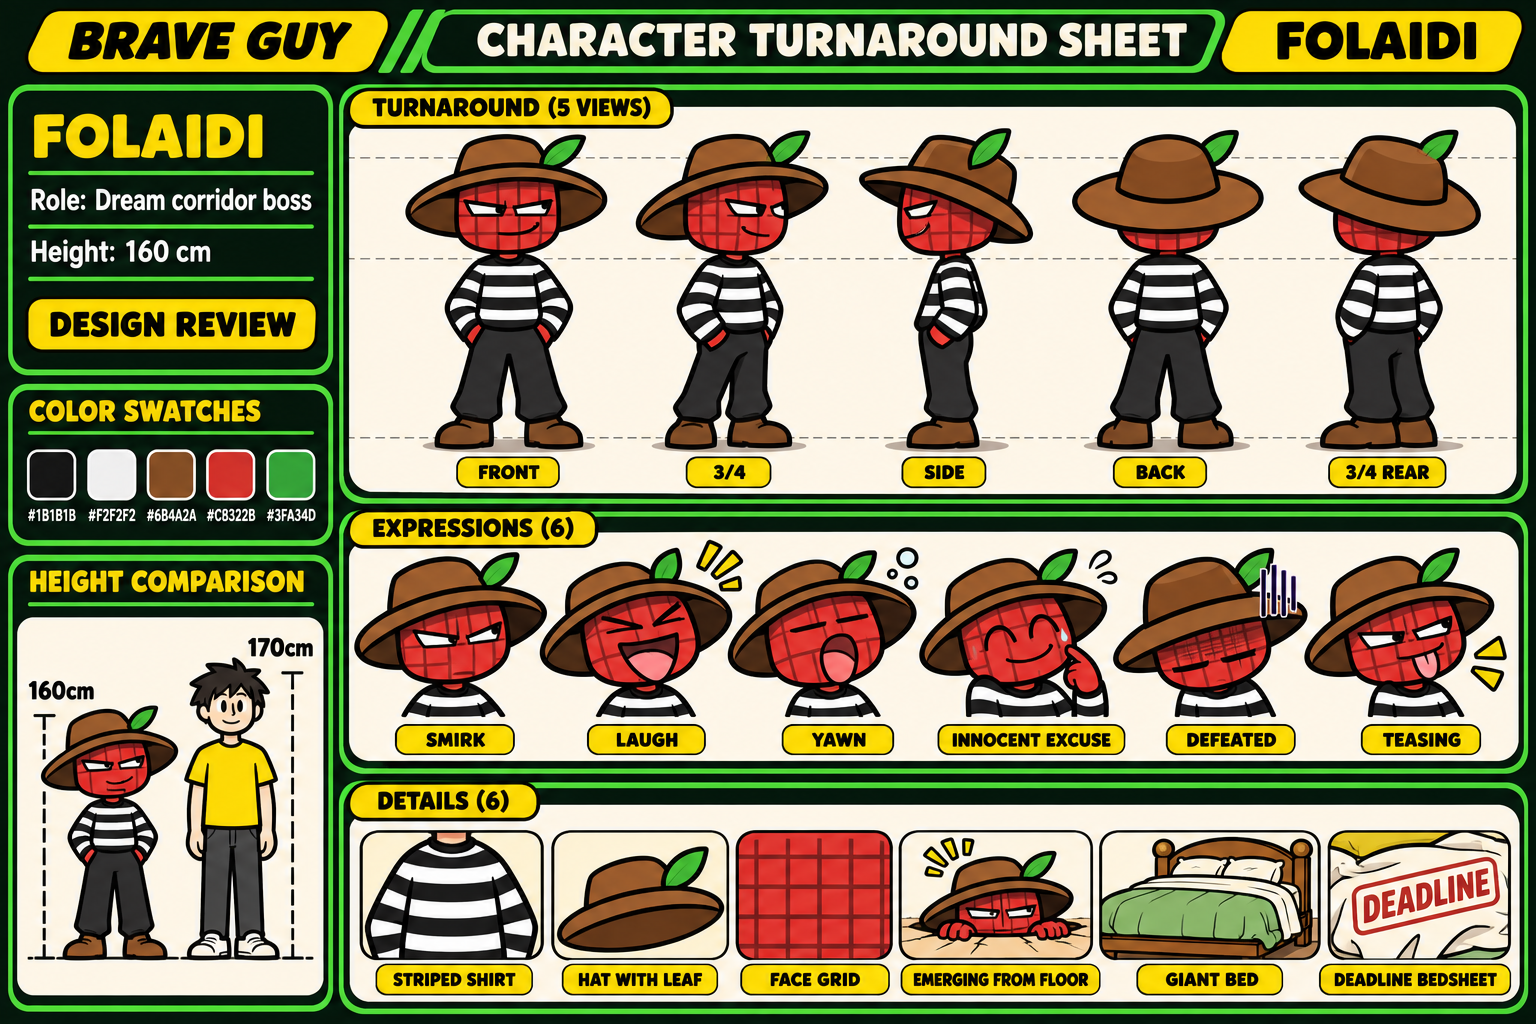 BRAVE GUY
CHARACTER TURNAROUND SHEET
FOLAIDI
FOLAIDI
Role: Dream corridor boss
Height: 160 cm
DESIGN REVIEW
COLOR SWATCHES
#1B1B1B #F2F2F2 #6B4A2A #CB322B #3FA34D
HEIGHT COMPARISON
170cm
160cm
TURNAROUND (5 VIEWS)
FRONT
3/4
SIDE
BACK
3/4 REAR
EXPRESSIONS (6)
SMIRK
LAUGH
YAWN
INNOCENT EXCUSE
DEFEATED
TEASING
DETAILS (6)
DEADLINE
STRIPED SHIRT
HAT WITH LEAF
FACE GRID
EMERGING FROM FLOOR
GIANT BED
DEADLINE BEDSHEET